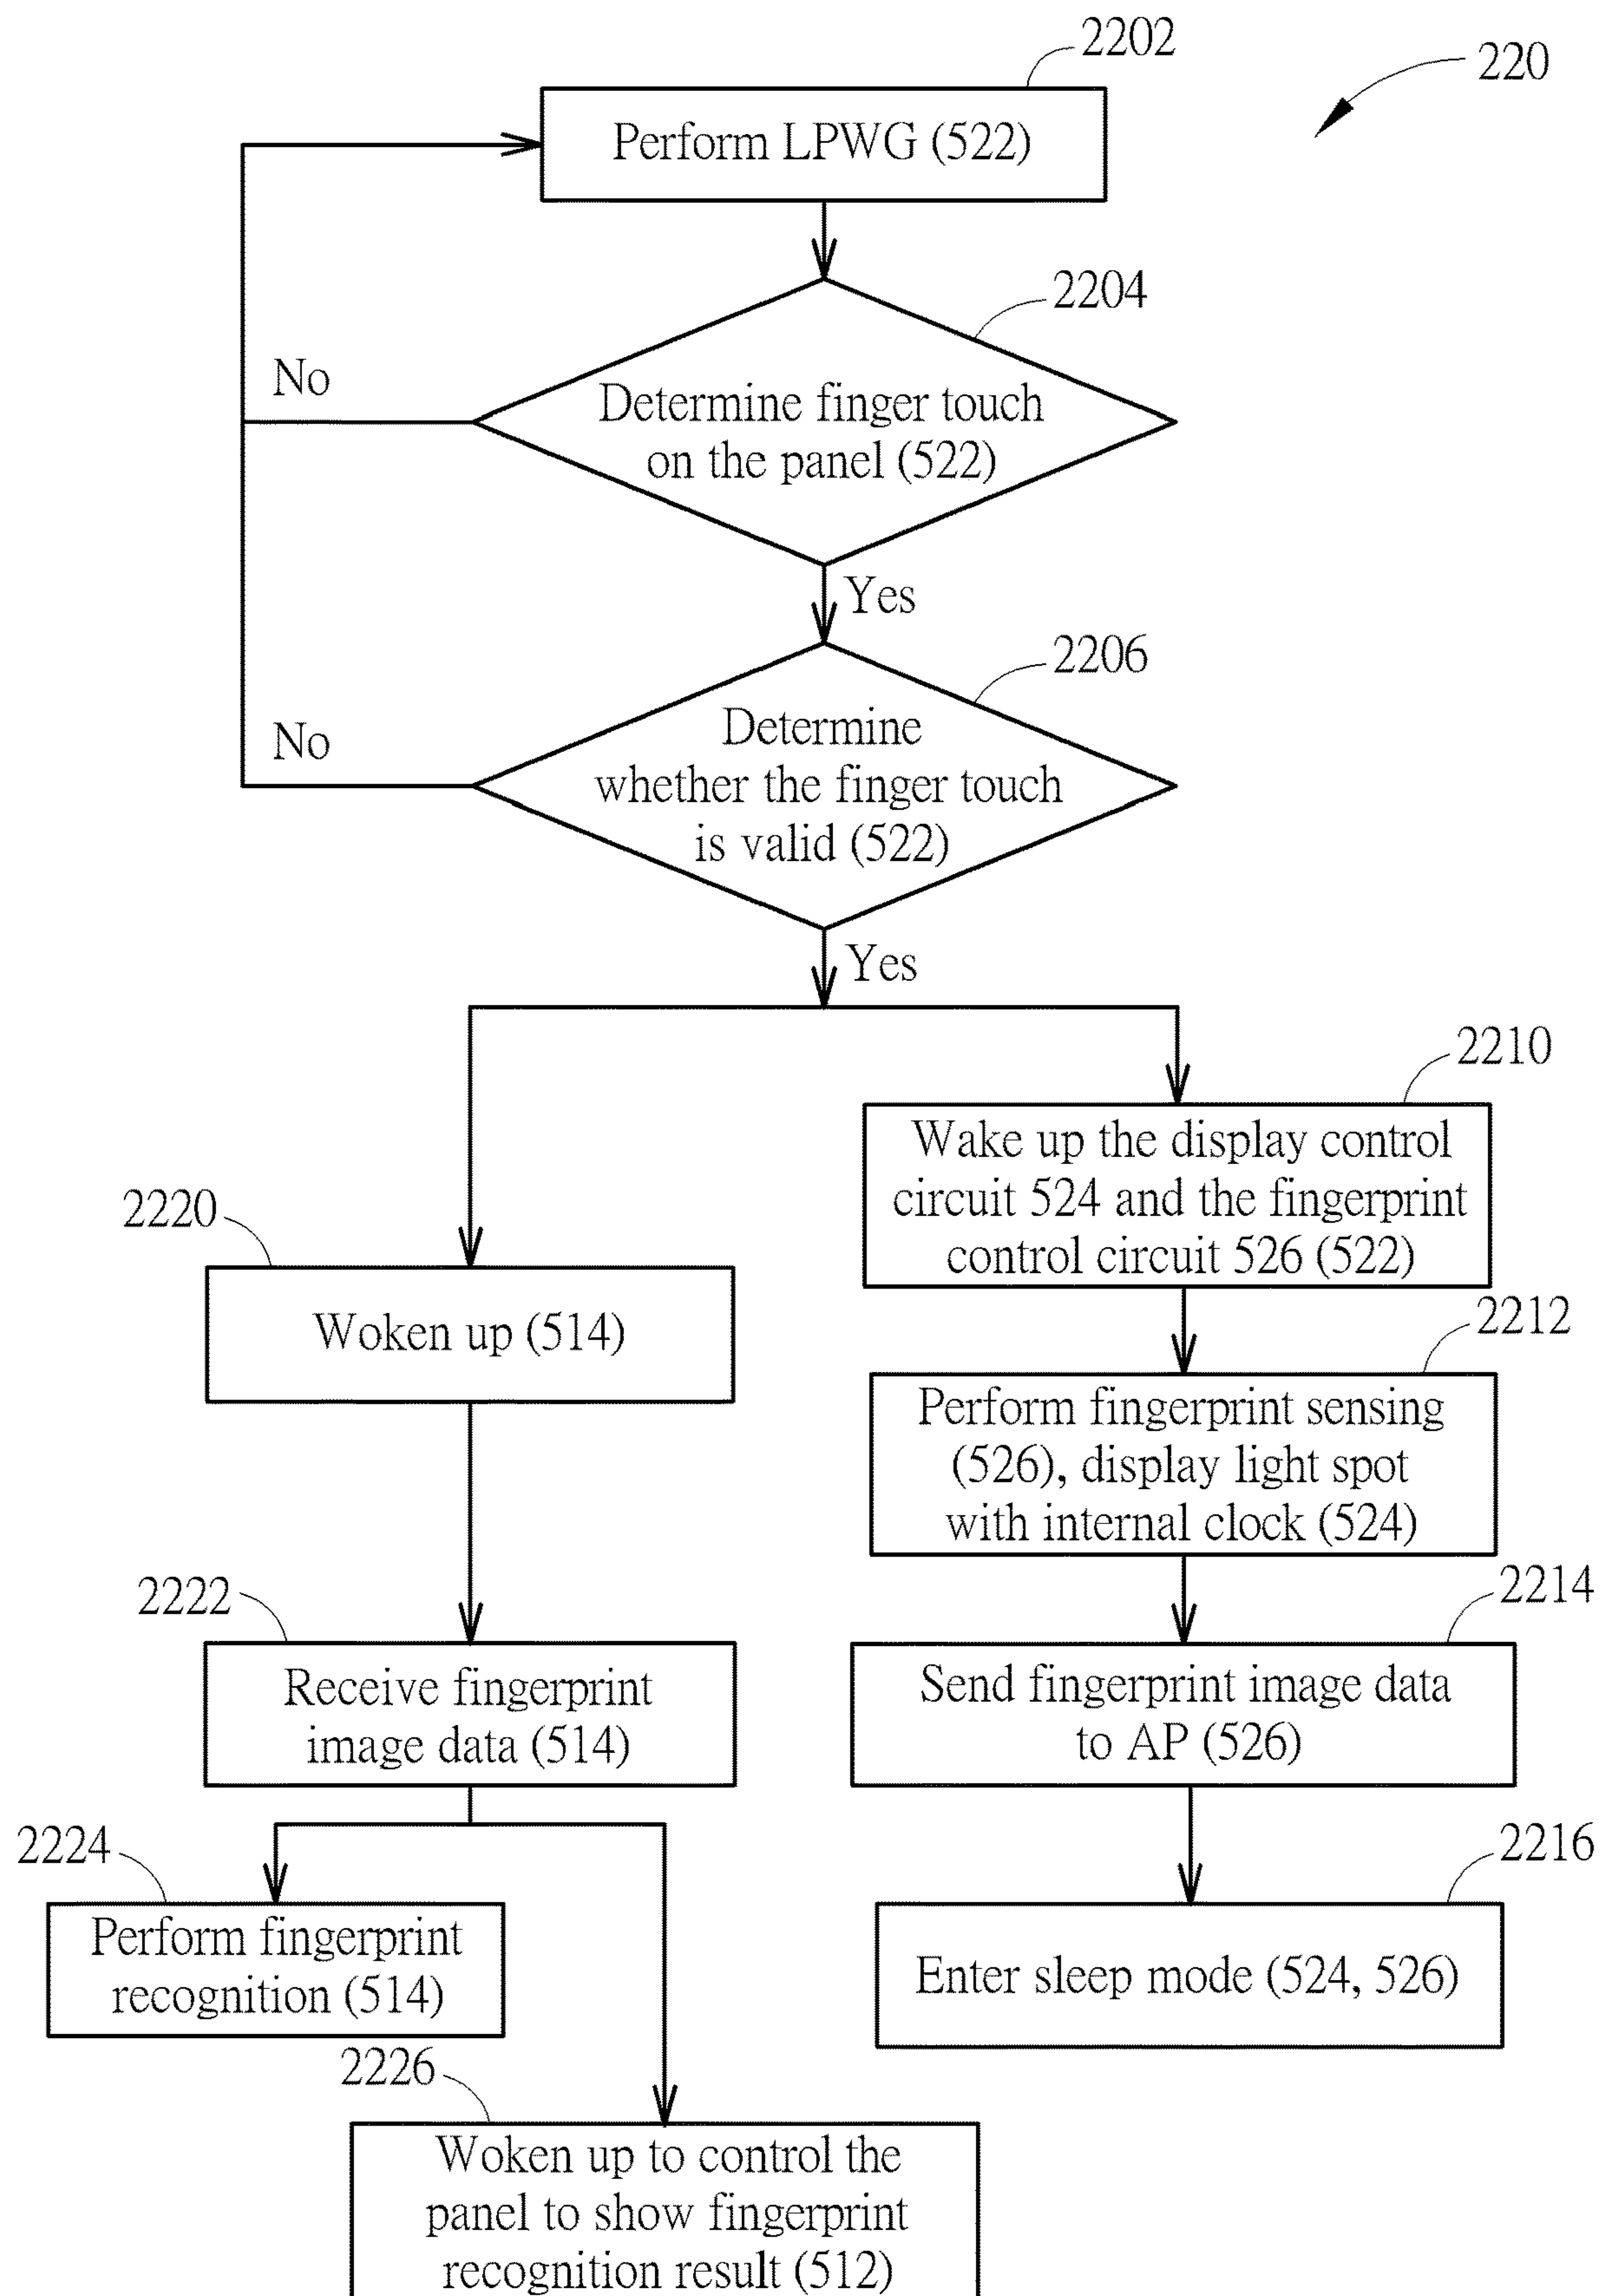 2202
220
Perform LPWG (522)
2204
No
Determine finger touch
on the panel (522)
Yes
2206
No
Determine
whether the finger touch
is valid (522)
Yes
2210
Wake up the display control
circuit 524 and the fingerprint
control circuit 526 (522)
2220
Woken up (514)
2212
Perform fingerprint sensing
(526), display light spot
with internal clock (524)
2222
Receive fingerprint
image data (514)
2214
Send fingerprint image data
to AP (526)
2224
Perform fingerprint
recognition (514)
2216
Enter sleep mode (524, 526)
2226
Woken up to control the
panel to show fingerprint
recognition result (512)